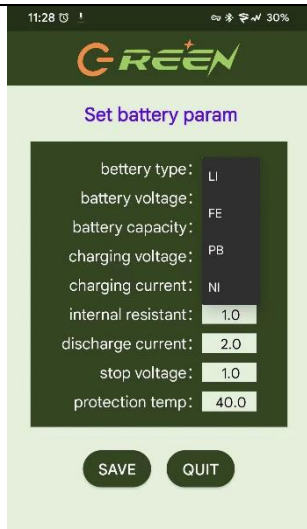 11:28 30%
G-REEN
Set battery param
bettery type: LI
battery voltage:
FE
battery capacity:
charging voltage: PB
charging current: NI
internal resistant: 1.0
discharge current: 2.0
stop voltage: 1.0
protection temp: 40.0
SAVE QUIT